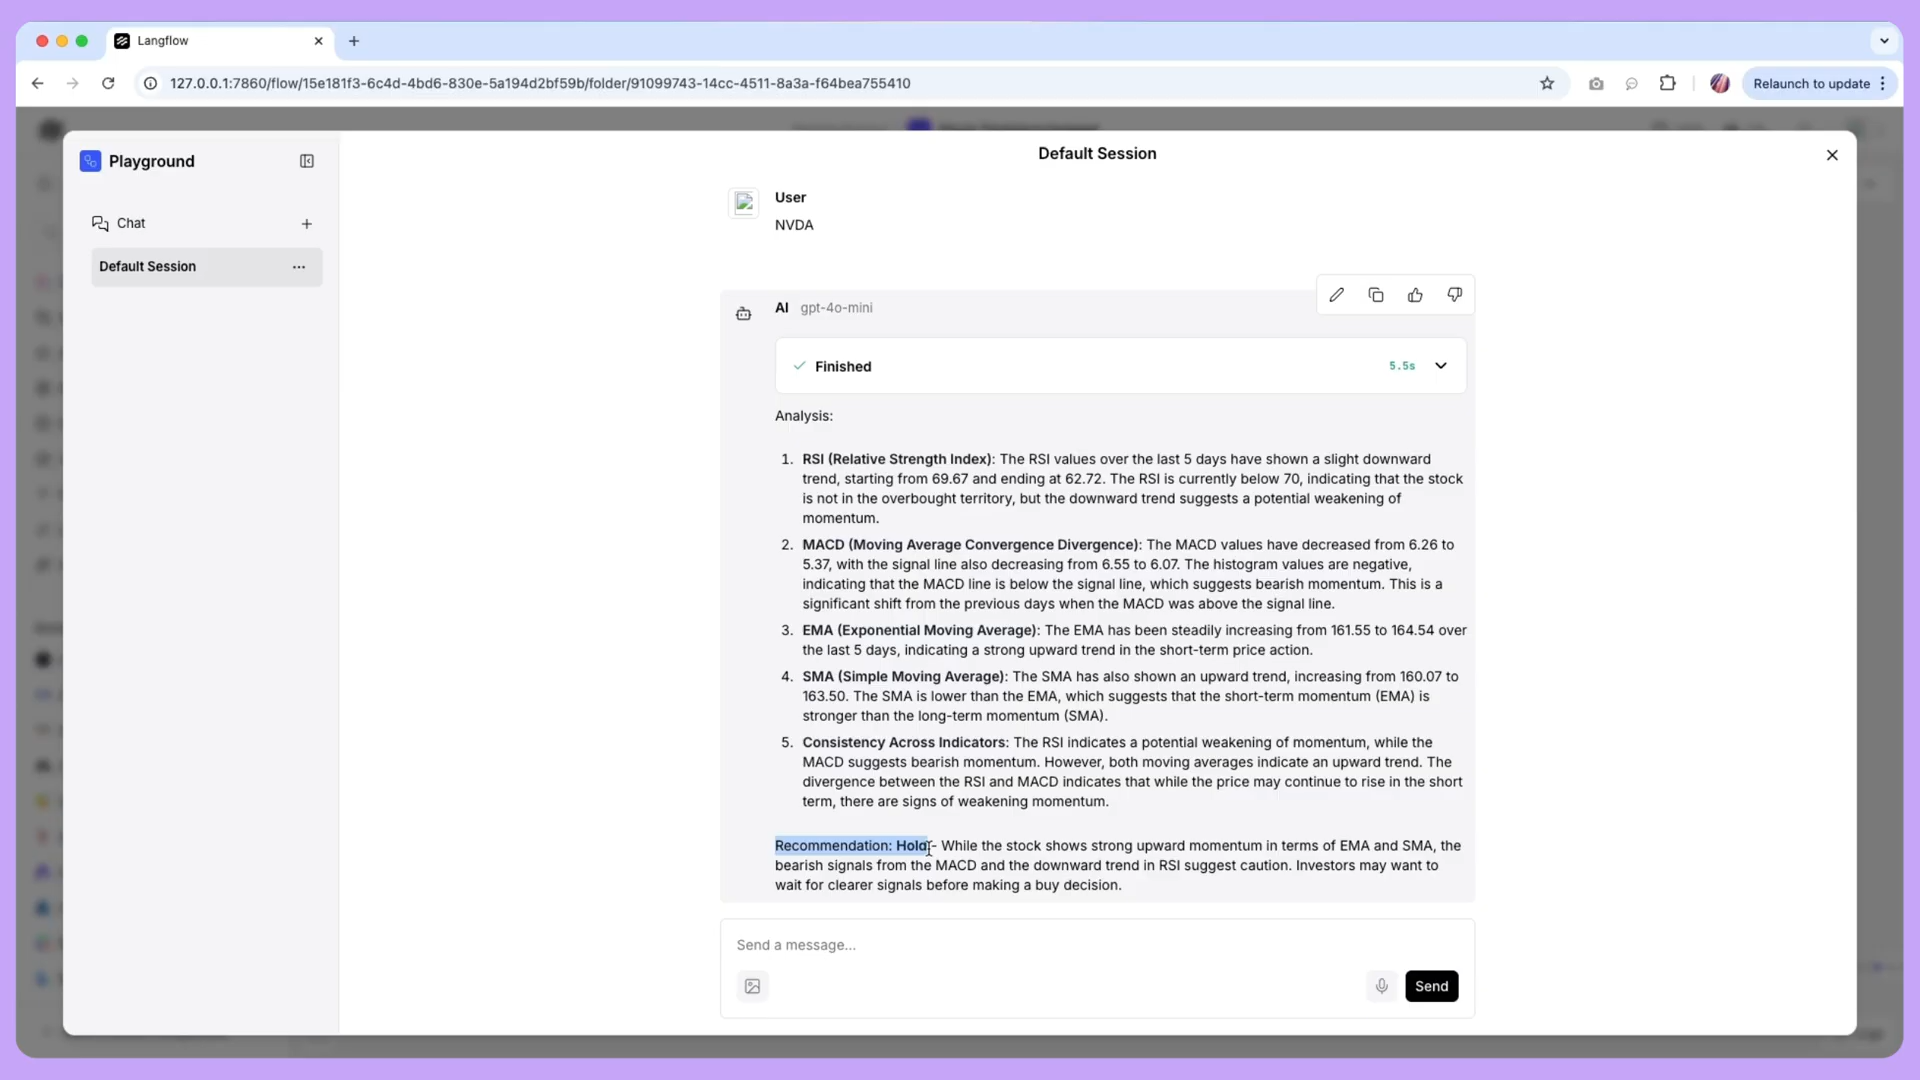 Langflow
127.0.0.1:7860/flow/15e181f3-6c4d-4bd6-830e-5a194d2bf59b/folder/91099743-14cc-4511-8a3a-f64bea755410
Relaunch to update
Playground
Chat
Default Session
Default Session
User
NVDA
AI gpt-4o-mini
Finished
5.5s
Analysis:
1. RSI (Relative Strength Index): The RSI values over the last 5 days have shown a slight downward
trend, starting from 69.67 and ending at 62.72. The RSI is currently below 70, indicating that the stock
is not in the overbought territory, but the downward trend suggests a potential weakening of
momentum.
2. MACD (Moving Average Convergence Divergence): The MACD values have decreased from 6.26 to
5.37, with the signal line also decreasing from 6.55 to 6.07. The histogram values are negative,
indicating that the MACD line is below the signal line, which suggests bearish momentum. This is a
significant shift from the previous days when the MACD was above the signal line.
3. EMA (Exponential Moving Average): The EMA has been steadily increasing from 161.55 to 164.54 over
the last 5 days, indicating a strong upward trend in the short-term price action.
4. SMA (Simple Moving Average): The SMA has also shown an upward trend, increasing from 160.07 to
163.50. The SMA is lower than the EMA, which suggests that the short-term momentum (EMA) is
stronger than the long-term momentum (SMA).
5. Consistency Across Indicators: The RSI indicates a potential weakening of momentum, while the
MACD suggests bearish momentum. However, both moving averages indicate an upward trend. The
divergence between the RSI and MACD indicates that while the price may continue to rise in the short
term, there are signs of weakening momentum.
Recommendation: Hold - While the stock shows strong upward momentum in terms of EMA and SMA, the
bearish signals from the MACD and the downward trend in RSI suggest caution. Investors may want to
wait for clearer signals before making a buy decision.
Send a message...
Send